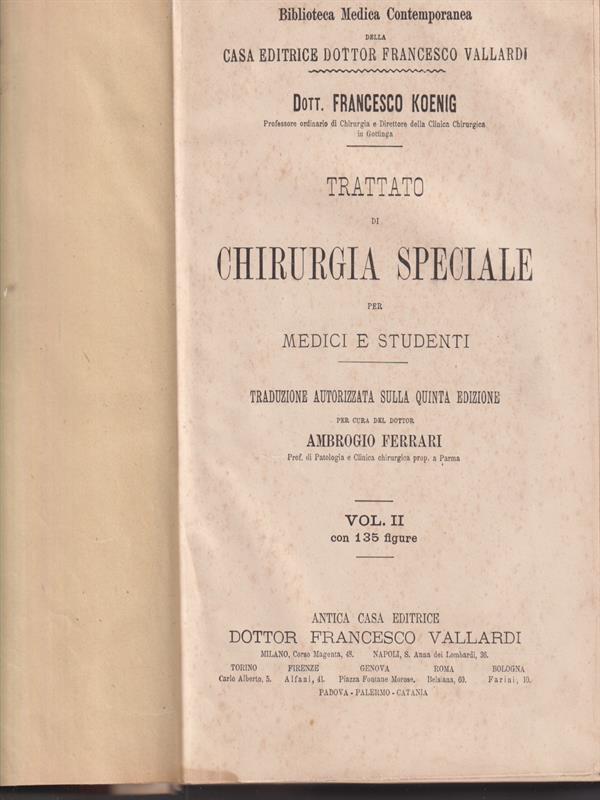 Biblioteca Medica Contemporanea
DELLA
CASA EDITRICE DOTTOR FRANCESCO VALLARDI
DOTT. FRANCESCO KOENIG
Professore ordinario di Chirurgia e Direttore della Clinica Chirurgica
in Gottinga
TRATTATO
DI
CHIRURGIA SPECIALE
PER
MEDICI E STUDENTI
TRADUZIONE AUTORIZZATA SULLA QUINTA EDIZIONE
PER CURA DEL DOTTOR
AMBROGIO FERRARI
Prof. di Patologia e Clinica chirurgica prop. a Parma
VOL. II
con 135 figure
ANTICA CASA EDITRICE
DOTTOR FRANCESCO VALLARDI
MILANO, Corso Magenta, 48. NAPOLI, S. Anna dei Lombardi, 36.
TORINO FIRENZE GENOVA ROMA BOLOGNA
Carlo Alberto, 5. Alfani, 41. Piazza Fontane Morose. Belsiana, 60. Farini, 10.
PADOVA - PALERMO - CATANIA